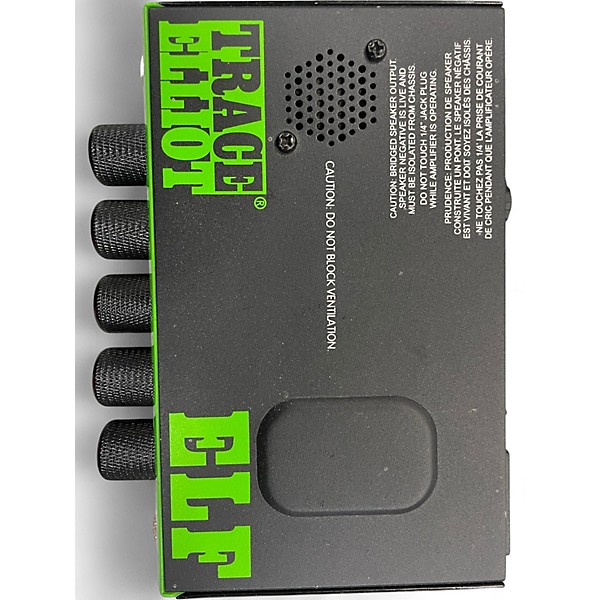 TRACE
ELLIOT®
ELF
CAUTION: DO NOT BLOCK VENTILATION.
CAUTION: BRIDGED SPEAKER OUTPUT.
SPEAKER NEGATIVE IS LIVE AND
MUST BE ISOLATED FROM CHASSIS.
DO NOT TOUCH 1/4" JACK PLUG
WHILE AMPLIFIER IS OPERATING.
PRUDENCE: PRODUCTION DE SPEAKER
CONSTRUITE UN PONT. LE SPEAKER NÉGATIF
EST VIVANT ET DOIT SOYEZ ISOLÉS DES CHÂSSIS.
-NE TOUCHEZ PAS 1/4' LA PRISE DE COURANT
DE CRIC PENDANT QUE L'AMPLIFICATEUR OPÈRE.